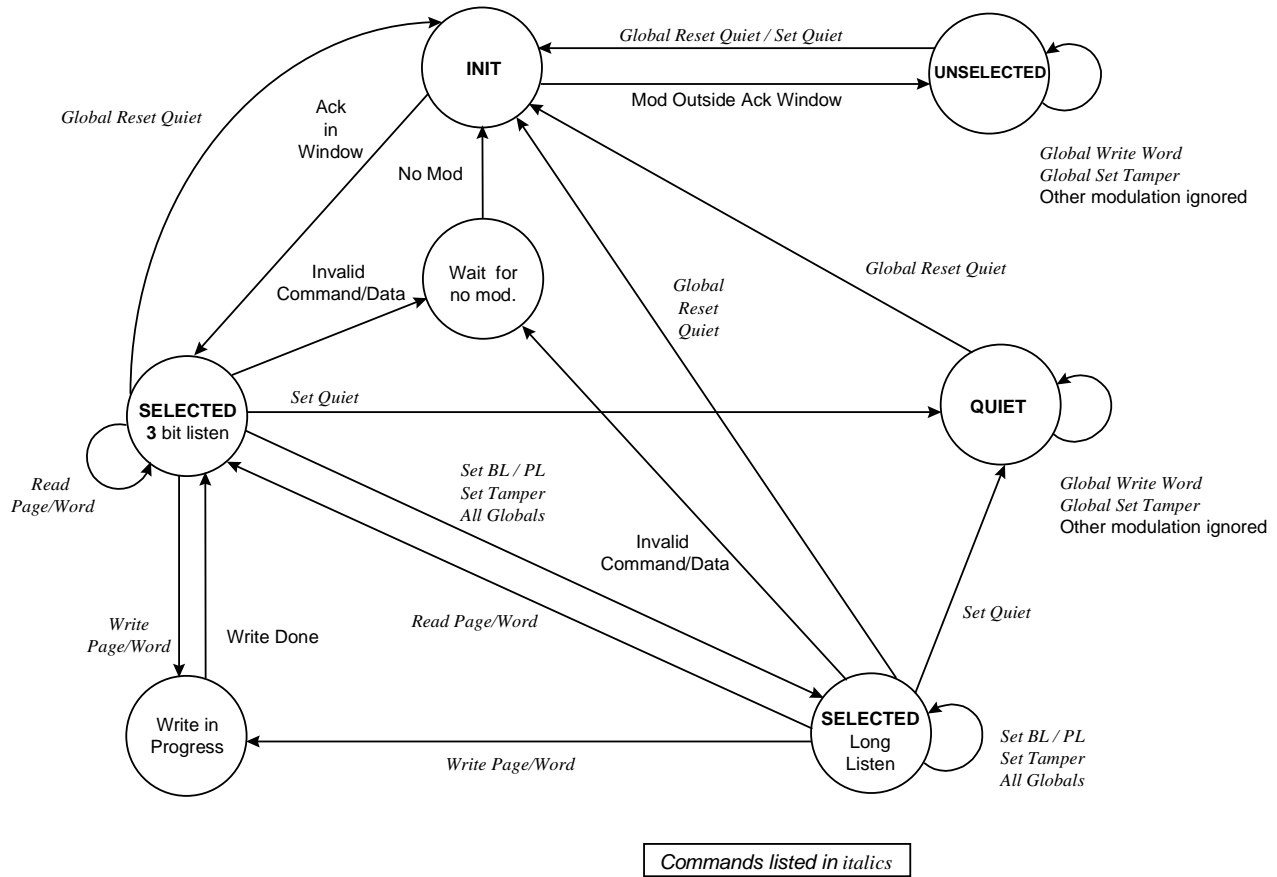 Global Reset Quiet / Set Quiet
INIT
UNSELECTED
Mod Outside Ack Window
Global Reset Quiet
Ack
in
Window
No Mod
Global Write Word
Global Set Tamper
Other modulation ignored
Invalid
Command/Data
Wait for
no mod.
Global
Reset
Quiet
Global Reset Quiet
SELECTED
3 bit listen
Set Quiet
QUIET
Read
Page/Word
Set BL / PL
Set Tamper
All Globals
Global Write Word
Global Set Tamper
Other modulation ignored
Invalid
Command/Data
Write
Page/Word
Write Done
Read Page/Word
Set Quiet
Write in
Progress
SELECTED
Long
Listen
Set BL / PL
Set Tamper
All Globals
Write Page/Word
Commands listed in italics